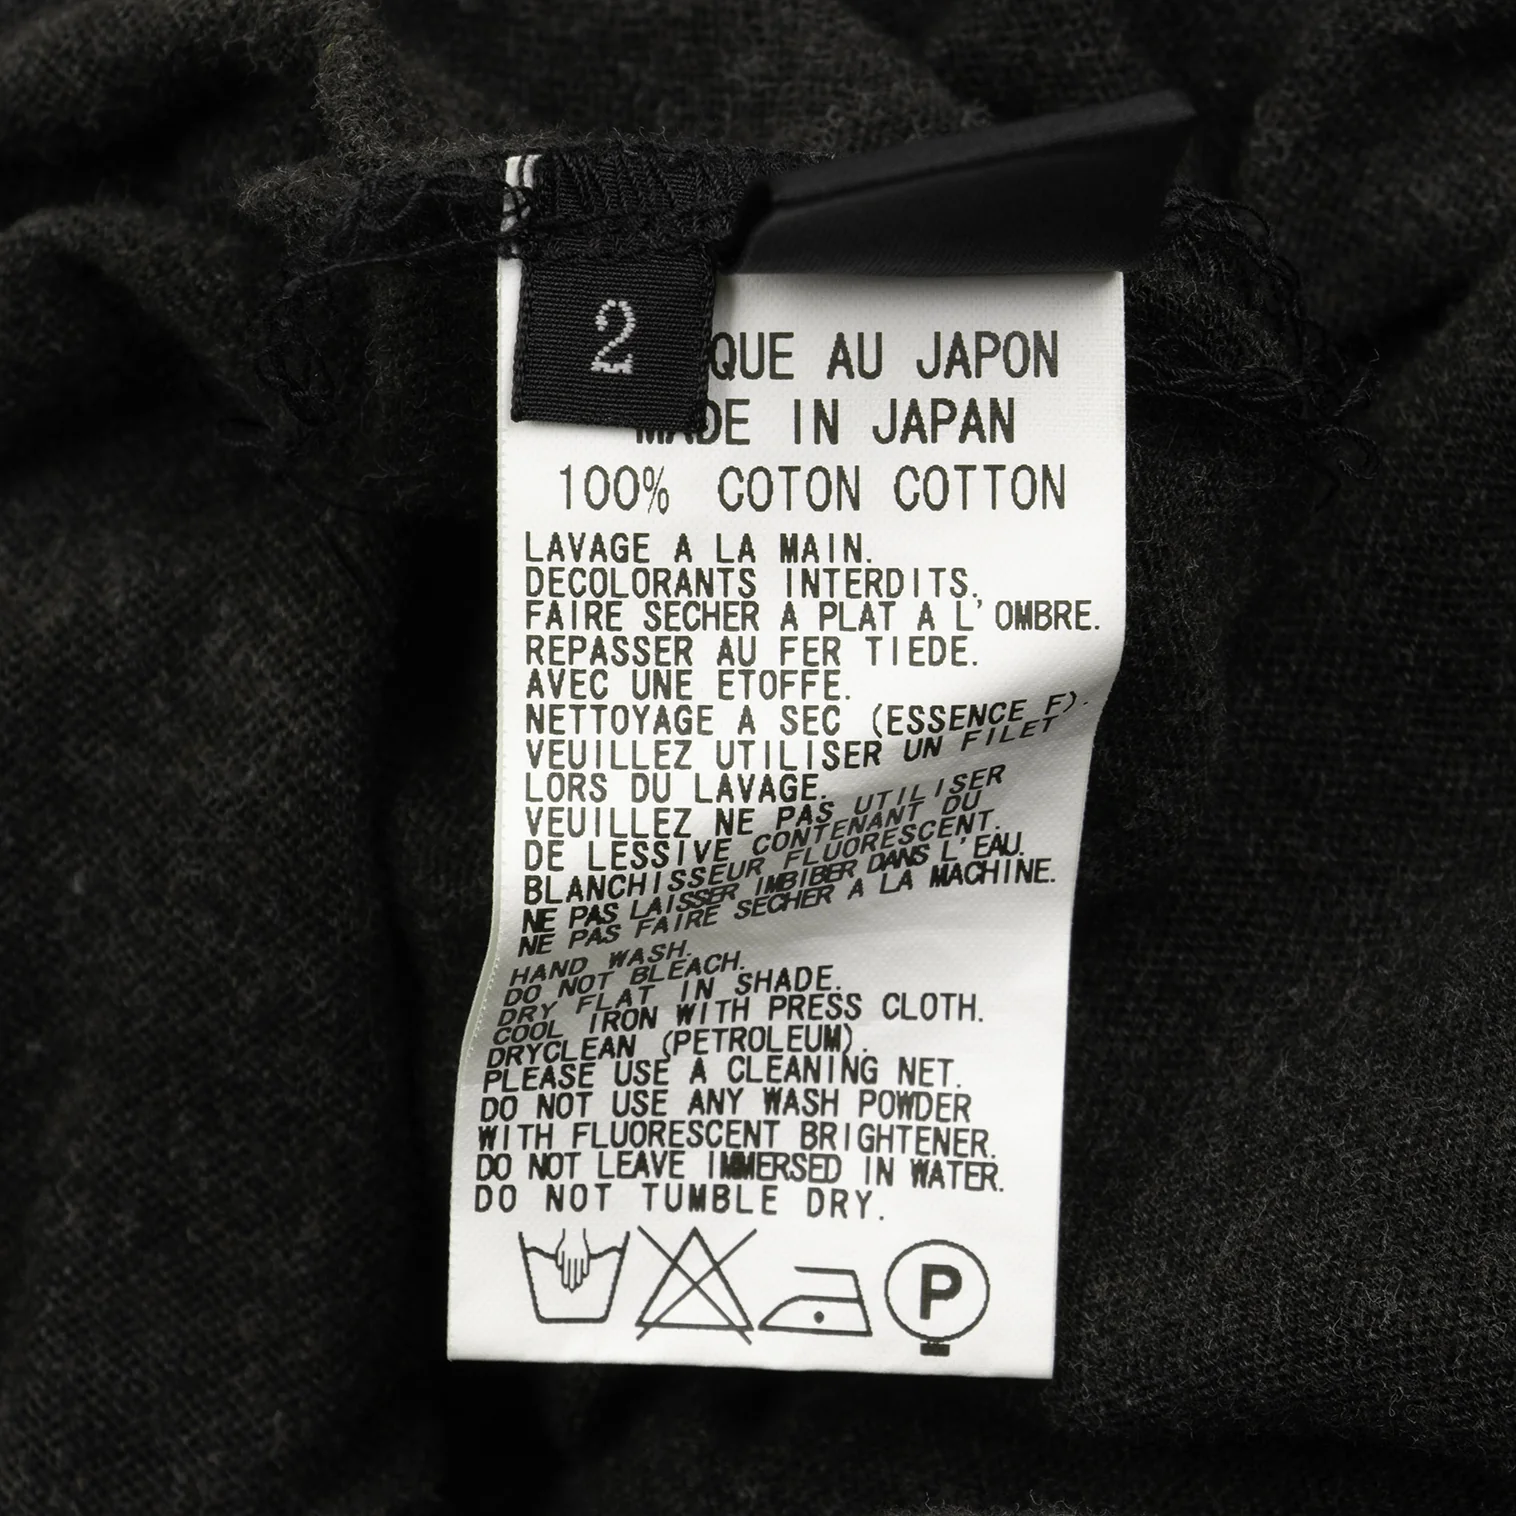 2
QUE AU JAPON
MADE IN JAPAN
100% COTON COTTON
LAVAGE A LA MAIN.
DECOLORANTS INTERDITS.
FAIRE SECHER A PLAT A L'OMBRE.
REPASSER AU FER TIEDE.
AVEC UNE ETOFFE.
NETTOYAGE A SEC (ESSENCE F).
VEUILLEZ UTILISER UN FILET
LORS DU LAVAGE.
VEUILLEZ NE PAS UTILISER
DE LESSIVE CONTENANT DU
BLANCHISSEUR FLUORESCENT.
NE PAS LAISSER IMBIBER DANS L'EAU.
NE PAS FAIRE SECHER A LA MACHINE.
HAND WASH.
DO NOT BLEACH.
DRY FLAT IN SHADE.
COOL IRON WITH PRESS CLOTH.
DRYCLEAN (PETROLEUM).
PLEASE USE A CLEANING NET.
DO NOT USE ANY WASH POWDER
WITH FLUORESCENT BRIGHTENER.
DO NOT LEAVE IMMERSED IN WATER.
DO NOT TUMBLE DRY.
P